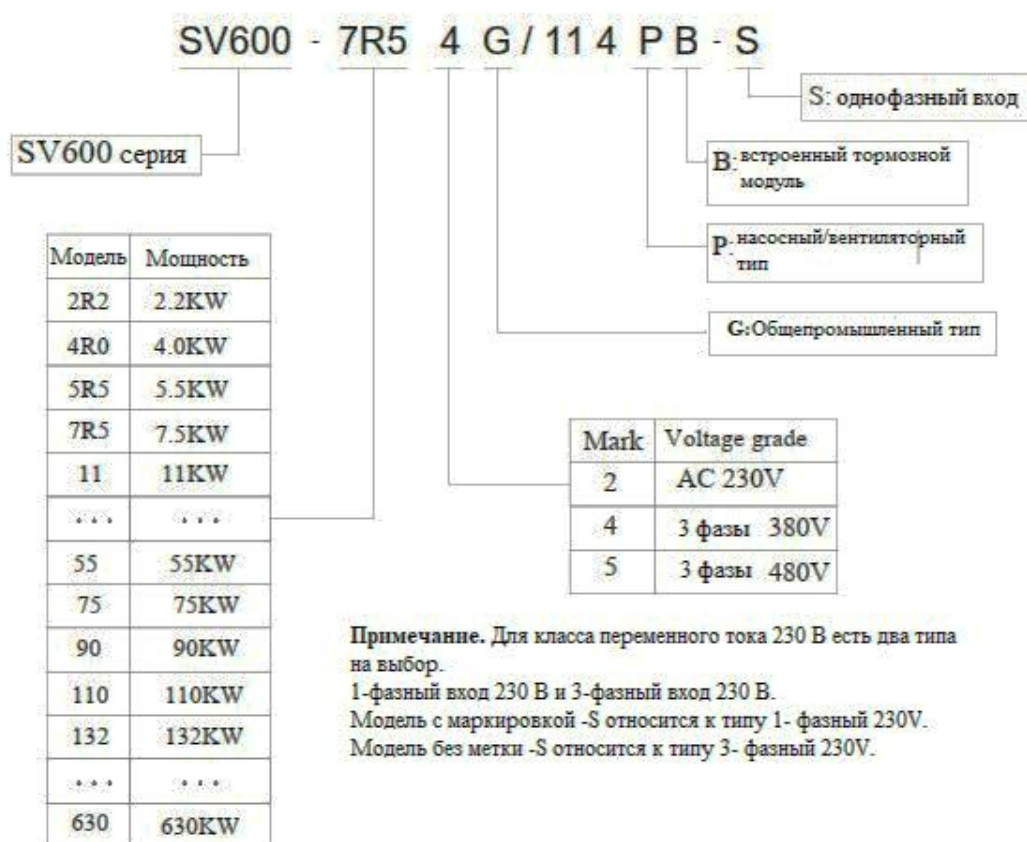 SV600 - 7R5 4 G / 11 4 P B - S
S: однофазный вход
SV600 серия
B: встроенный тормозной
модуль
P: насосный/вентиляторный
тип
G:Общепромышленный тип
Модель Мощность
2R2 2.2KW
4R0 4.0KW
5R5 5.5KW
7R5 7.5KW
11 11KW
... ...
55 55KW
75 75KW
90 90KW
110 110KW
132 132KW
... ...
630 630KW
Mark Voltage grade
2 AC 230V
4 3 фазы 380V
5 3 фазы 480V
Примечание. Для класса переменного тока 230 В есть два типа
на выбор.
1-фазный вход 230 В и 3-фазный вход 230 В.
Модель с маркировкой -S относится к типу 1- фазный 230V.
Модель без метки -S относится к типу 3- фазный 230V.